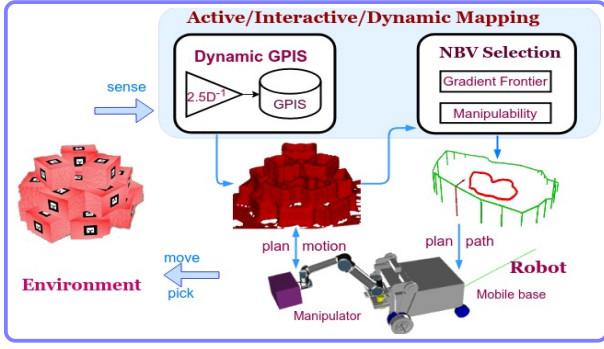 Active/Interactive/Dynamic Mapping
Dynamic GPIS
2.5D⁻¹
GPIS
NBV Selection
Gradient Frontier
Manipulability
sense
plan motion
plan path
move
pick
Environment
Robot
Manipulator
Mobile base